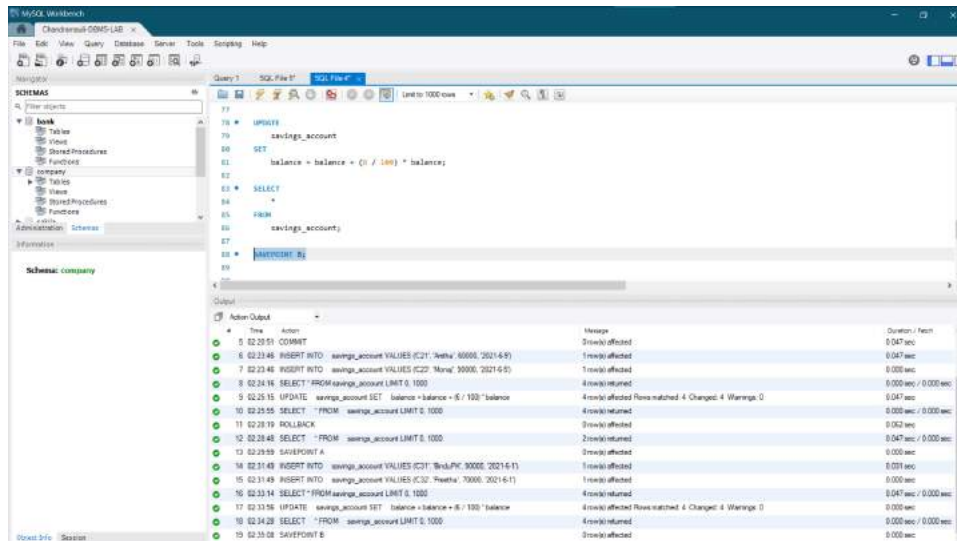 MySQL Workbench
Chandramouli-DBMS-LAB
File Edit View Query Database Server Tools Scripting Help
Navigator
SCHEMAS
Filter objects
bank
Tables
Views
Stored Procedures
Functions
company
Tables
Views
Stored Procedures
Functions
Administration Schemas
Information
Schema: company
Object Info Session
Query 1 SQL File 4*
Limit to 1000 rows
77
78 UPDATE
79 savings_account
80 SET
81 balance = balance + / 100) * balance;
82
83 SELECT
84 *
85 FROM
86 savings_account;
87
88 SAVEPOINT B;
89
Output
Action Output
# Time Action Message Duration / Fetch
5 02:20:51 COMMIT 0 row(s) affected 0.047 sec
6 02:23:46 INSERT INTO savings_account VALUES ('C21', 60000, '2021-6-9') 1 row(s) affected 0.047 sec
7 02:23:46 INSERT INTO savings_account VALUES 1 row(s) affected 0.000 sec
8 02:24:16 SELECT * FROM savings_account LIMIT 0, 1000 4 row(s) returned 0.000 sec / 0.000 sec
9 02:25:15 UPDATE savings_account SET balance = balance + (6 / 100) * balance 4 row(s) affected Rows matched: 4 Changed: 4 Warnings: 0 0.047 sec
10 02:25:55 SELECT * FROM savings_account LIMIT 0, 1000 4 row(s) returned 0.000 sec / 0.000 sec
11 02:28:19 ROLLBACK 0 row(s) affected 0.062 sec
12 02:28:48 SELECT * FROM savings_account LIMIT 0, 1000 2 row(s) returned 0.047 sec / 0.000 sec
13 02:29:59 SAVEPOINT A 0 row(s) affected 0.000 sec
14 02:31:49 INSERT INTO savings_account VALUES ('C31', 'BinduPK', 90000, '2021-6-1') 1 row(s) affected 0.031 sec
15 02:31:49 INSERT INTO savings_account VALUES ('C32', 'Preetha', 70000, '2021-6-1') 1 row(s) affected 0.000 sec
16 02:33:14 SELECT * FROM savings_account LIMIT 0, 1000 4 row(s) returned 0.047 sec / 0.000 sec
17 02:33:56 UPDATE savings_account SET balance = balance + (6 / 100) * balance 4 row(s) affected Rows matched: 4 Changed: 4 Warnings: 0 0.000 sec
18 02:34:28 SELECT * FROM savings_account LIMIT 0, 1000 4 row(s) returned 0.000 sec / 0.000 sec
19 02:35:08 SAVEPOINT B 0 row(s) affected 0.000 sec